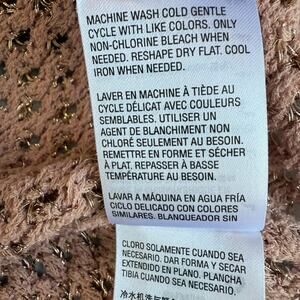 MACHINE WASH COLD GENTLE
CYCLE WITH LIKE COLORS. ONLY
NON-CHLORINE BLEACH WHEN
NEEDED. RESHAPE DRY FLAT. COOL
IRON WHEN NEEDED.
LAVER EN MACHINE À TIÈDE AU
CYCLE DÉLICAT AVEC COULEURS
SEMBLABLES. UTILISER UN
AGENT DE BLANCHIMENT NON
CHLORÉ SEULEMENT AU BESOIN.
REMETTRE EN FORME ET SÉCHER
À PLAT. REPASSER À BASSE
TEMPÉRATURE AU BESOIN.
LAVAR A MÁQUINA EN AGUA FRÍA
CICLO DELICADO CON COLORES
SIMILARES. BLANQUEADOR SIN
CLORO SOLAMENTE CUANDO SEA
NECESARIO. DAR FORMA Y SECAR
EXTENDIDO EN PLANO. PLANCHA
TIBIA CUANDO SEA NECESARIO.
冷水机洗